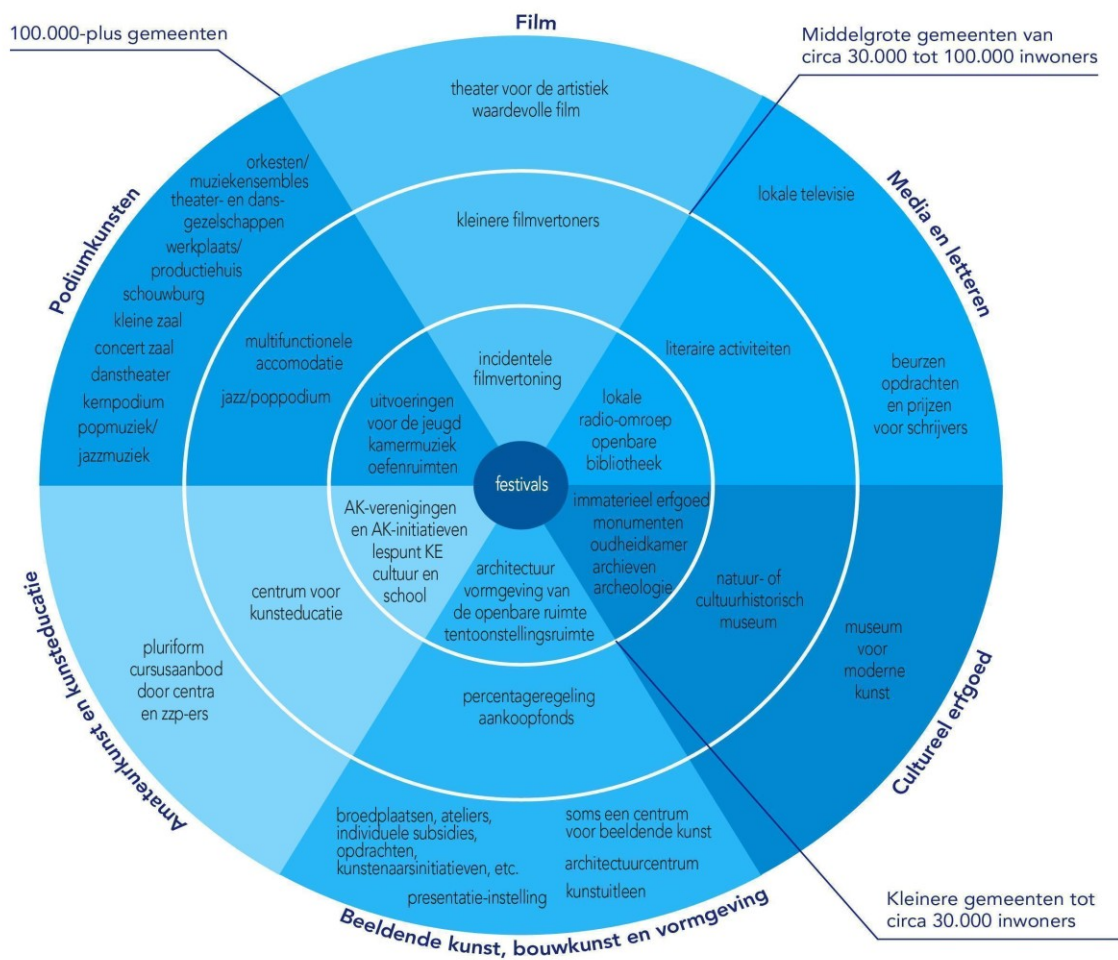 Film
100.000-plus gemeenten
Middelgrote gemeenten van
circa 30.000 tot 100.000 inwoners
theater voor de artistiek
waardevolle film
kleinere filmvertoners
incidentele
filmvertoning
Podiumkunsten
orkesten/
muziekensembles
theater- en dans-
gezelschappen
werkplaats/
productiehuis
schouwburg
kleine zaal
concert zaal
danstheater
kernpodium
popmuziek/
jazzmuziek
multifunctionele
accomodatie
jazz/poppodium
uitvoeringen
voor de jeugd
kamermuziek
oefenruimten
Media en letteren
lokale televisie
literaire activiteiten
beurzen
opdrachten
en prijzen
voor schrijvers
lokale
radio-omroep
openbare
bibliotheek
festivals
Amateurkunst en kunsteducatie
AK-verenigingen
en AK-initiatieven
lespunt KE
cultuur en
school
centrum voor
kunsteducatie
pluriform
cursusaanbod
door centra
en zzp-ers
immaterieel erfgoed
monumenten
oudheidkamer
archieven
archeologie
natuur- of
cultuurhistorisch
museum
museum
voor
moderne
kunst
Cultureel erfgoed
architectuur
vormgeving van
de openbare ruimte
tentoonstellingsruimte
percentageregeling
aankoopfonds
broedplaatsen, ateliers,
individuele subsidies,
opdrachten,
kunstenaarsinitiatieven, etc.
presentatie-instelling
soms een centrum
voor beeldende kunst
architectuurcentrum
kunstuitleen
Beeldende kunst, bouwkunst en vormgeving
Kleinere gemeenten tot
circa 30.000 inwoners